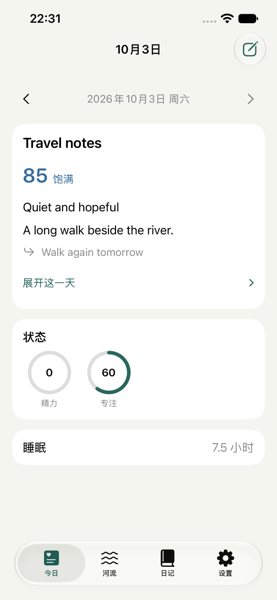 22:31
10月3日
2026年10月3日 周六
Travel notes
85 饱满
Quiet and hopeful
A long walk beside the river.
Walk again tomorrow
展开这一天
状态
0
60
精力
专注
睡眠
7.5 小时
今日
河流
日记
设置